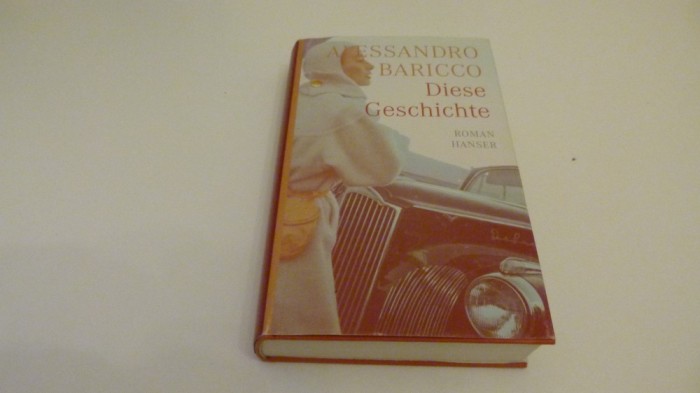 ALESSANDRO
BARICCO
Diese
Geschichte
ROMAN
HANSER